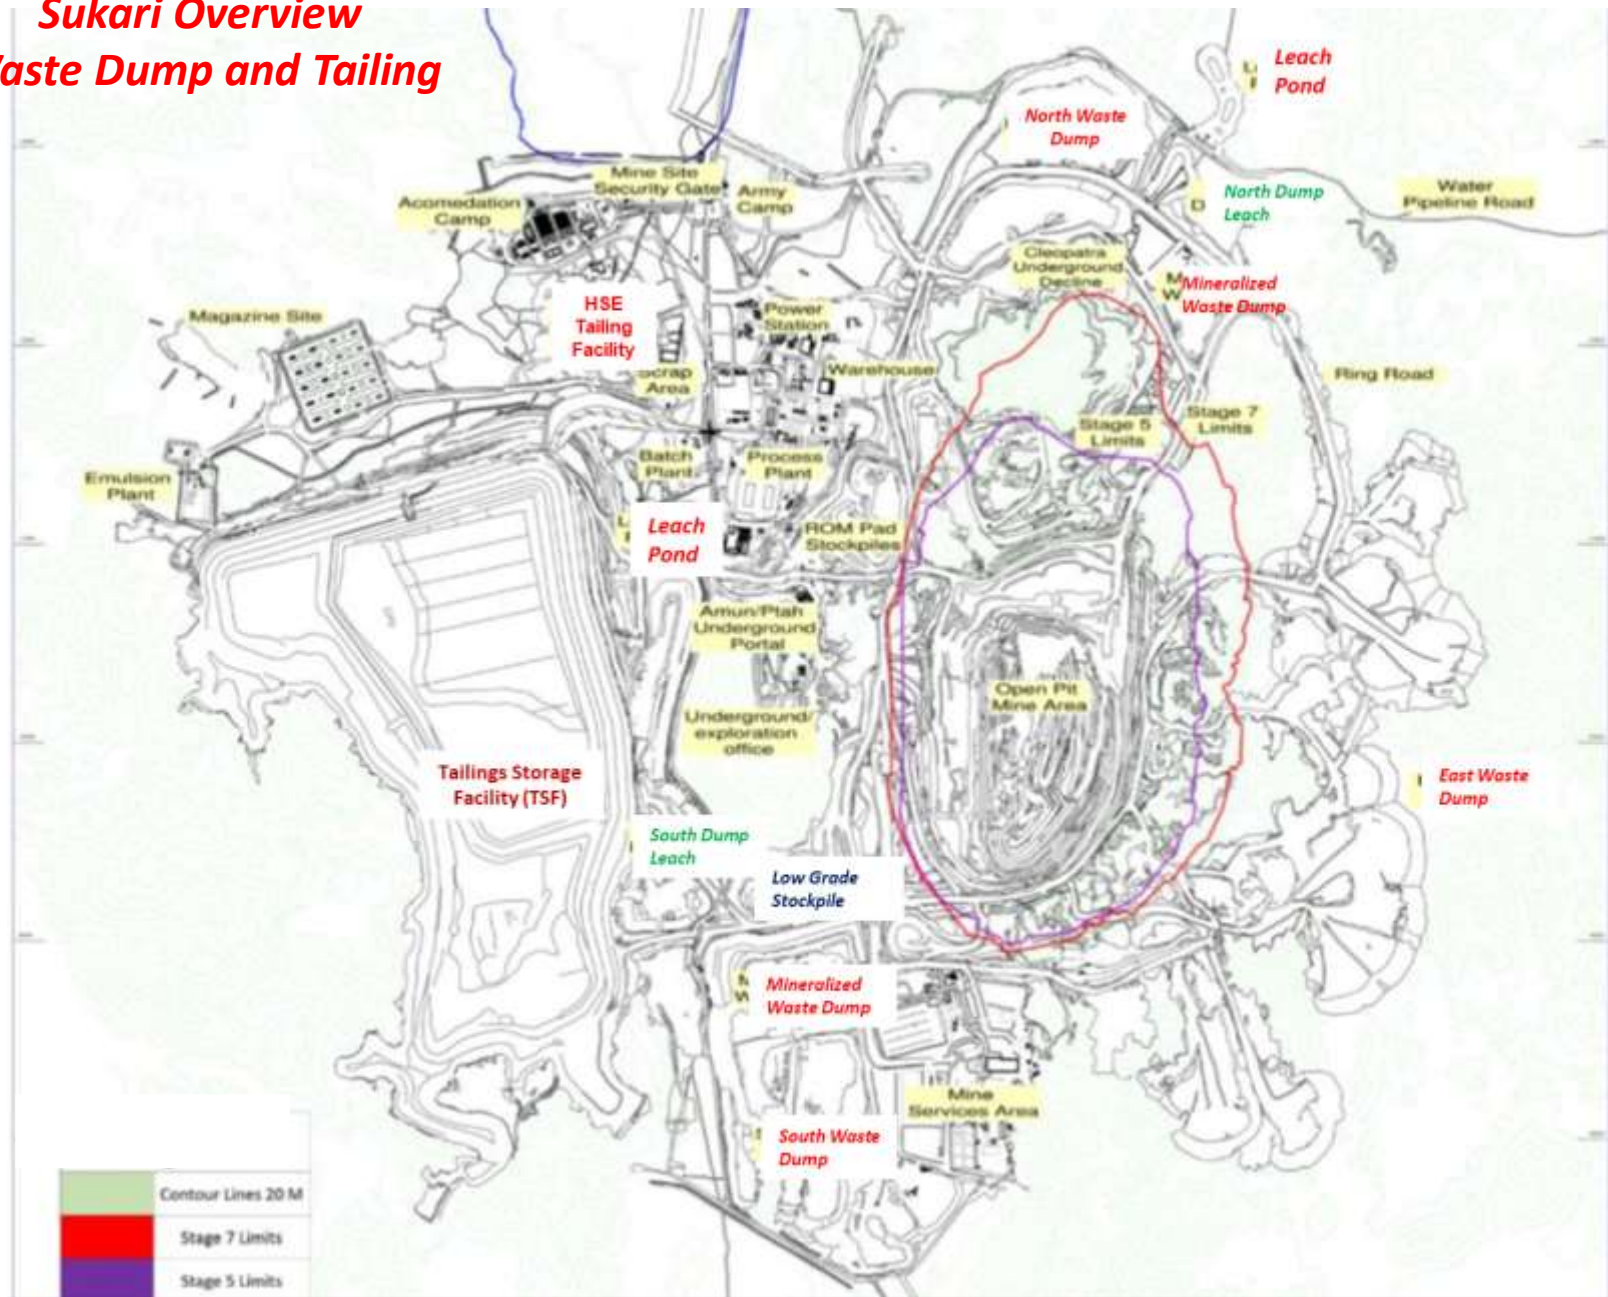 Sukari Overview
Waste Dump and Tailing
Leach
Pond
North Waste
Dump
Mine Site
Security Gate
Army
Camp
Acomedation
Camp
North Dump
Leach
Water
Pipeline Road
Cleopatra
Underground
Decline
Mineralized
Waste Dump
Magazine Site
HSE
Tailing
Facility
Power
Station
Scrap
Area
Warehouse
Ring Road
Stage 5
Limits
Stage 7
Limits
Emulsion
Plant
Batch
Plant
Process
Plant
Leach
Pond
ROM Pad
Stockpiles
Amun/Ptah
Underground
Portal
Open Pit
Mine Area
Underground/
exploration
office
Tailings Storage
Facility (TSF)
East Waste
Dump
South Dump
Leach
Low Grade
Stockpile
Mineralized
Waste Dump
Mine
Services Area
South Waste
Dump
Contour Lines 20 M
Stage 7 Limits
Stage 5 Limits